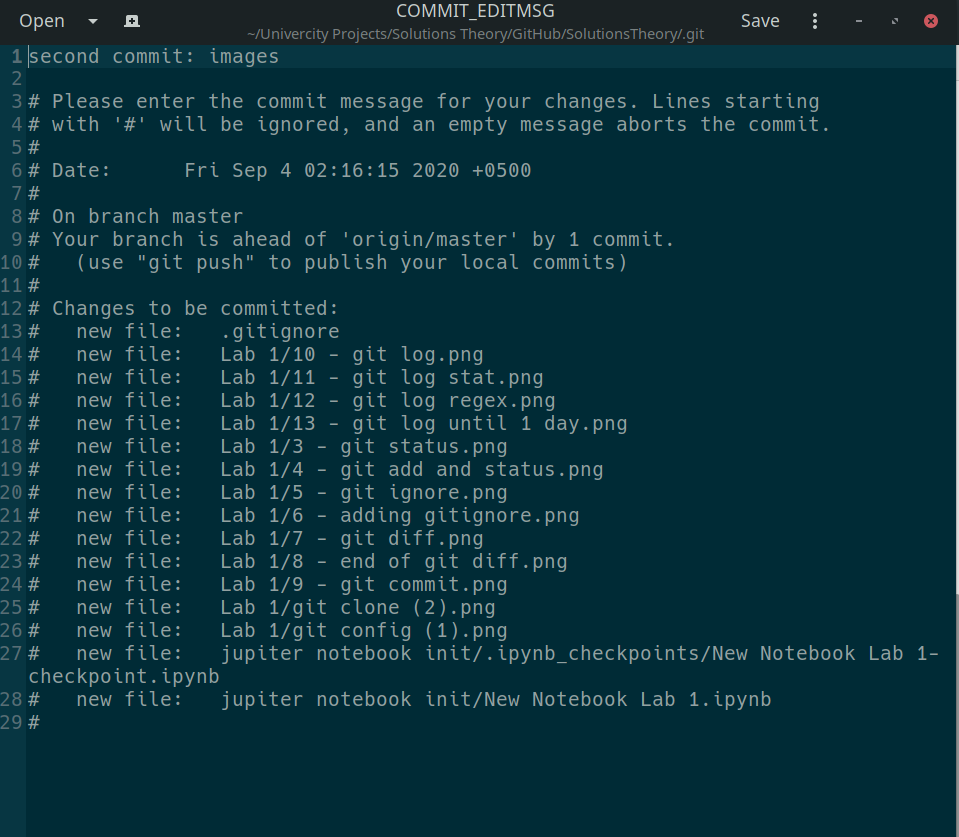 Open
COMMIT_EDITMSG
~/Univercity Projects/Solutions Theory/GitHub/SolutionsTheory/.git
Save
1 second commit: images
2
3 # Please enter the commit message for your changes. Lines starting
4 # with '#' will be ignored, and an empty message aborts the commit.
5 #
6 # Date:      Fri Sep 4 02:16:15 2020 +0500
7 #
8 # On branch master
9 # Your branch is ahead of 'origin/master' by 1 commit.
10 #   (use "git push" to publish your local commits)
11 #
12 # Changes to be committed:
13 #   new file:   .gitignore
14 #   new file:   Lab 1/10 - git log.png
15 #   new file:   Lab 1/11 - git log stat.png
16 #   new file:   Lab 1/12 - git log regex.png
17 #   new file:   Lab 1/13 - git log until 1 day.png
18 #   new file:   Lab 1/3 - git status.png
19 #   new file:   Lab 1/4 - git add and status.png
20 #   new file:   Lab 1/5 - git ignore.png
21 #   new file:   Lab 1/6 - adding gitignore.png
22 #   new file:   Lab 1/7 - git diff.png
23 #   new file:   Lab 1/8 - end of git diff.png
24 #   new file:   Lab 1/9 - git commit.png
25 #   new file:   Lab 1/git clone (2).png
26 #   new file:   Lab 1/git config (1).png
27 #   new file:   jupiter notebook init/.ipynb_checkpoints/New Notebook Lab 1-
checkpoint.ipynb
28 #   new file:   jupiter notebook init/New Notebook Lab 1.ipynb
29 #